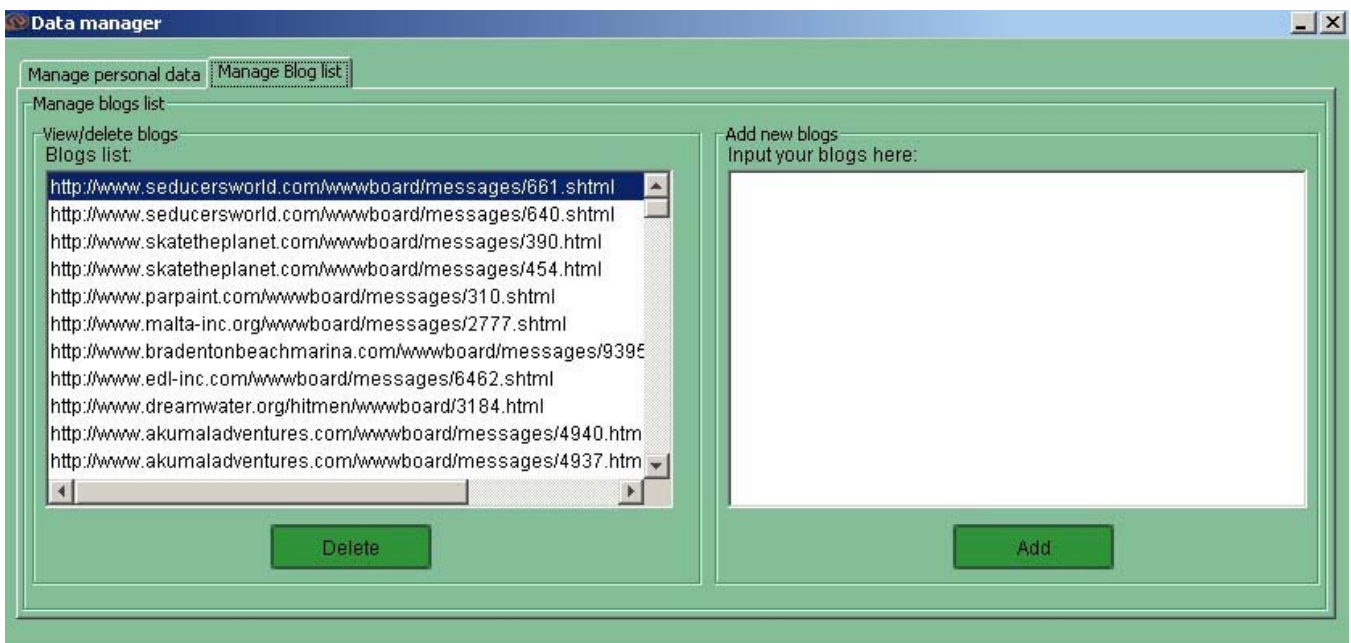 Data manager
Manage personal data
Manage Blog list
Manage blogs list
View/delete blogs
Blogs list:
http://www.seducersworld.com/wwwboard/messages/661.shtml
http://www.seducersworld.com/wwwboard/messages/640.shtml
http://www.skatetheplanet.com/wwwboard/messages/390.html
http://www.skatetheplanet.com/wwwboard/messages/454.html
http://www.parpaint.com/wwwboard/messages/310.shtml
http://www.malta-inc.org/wwwboard/messages/2777.shtml
http://www.bradentonbeachmarina.com/wwwboard/messages/9395
http://www.edl-inc.com/wwwboard/messages/6462.shtml
http://www.dreamwater.org/hitmen/wwwboard/3184.html
http://www.akumaladventures.com/wwwboard/messages/4940.htm
http://www.akumaladventures.com/wwwboard/messages/4937.htm
Delete
Add new blogs
Input your blogs here:
Add